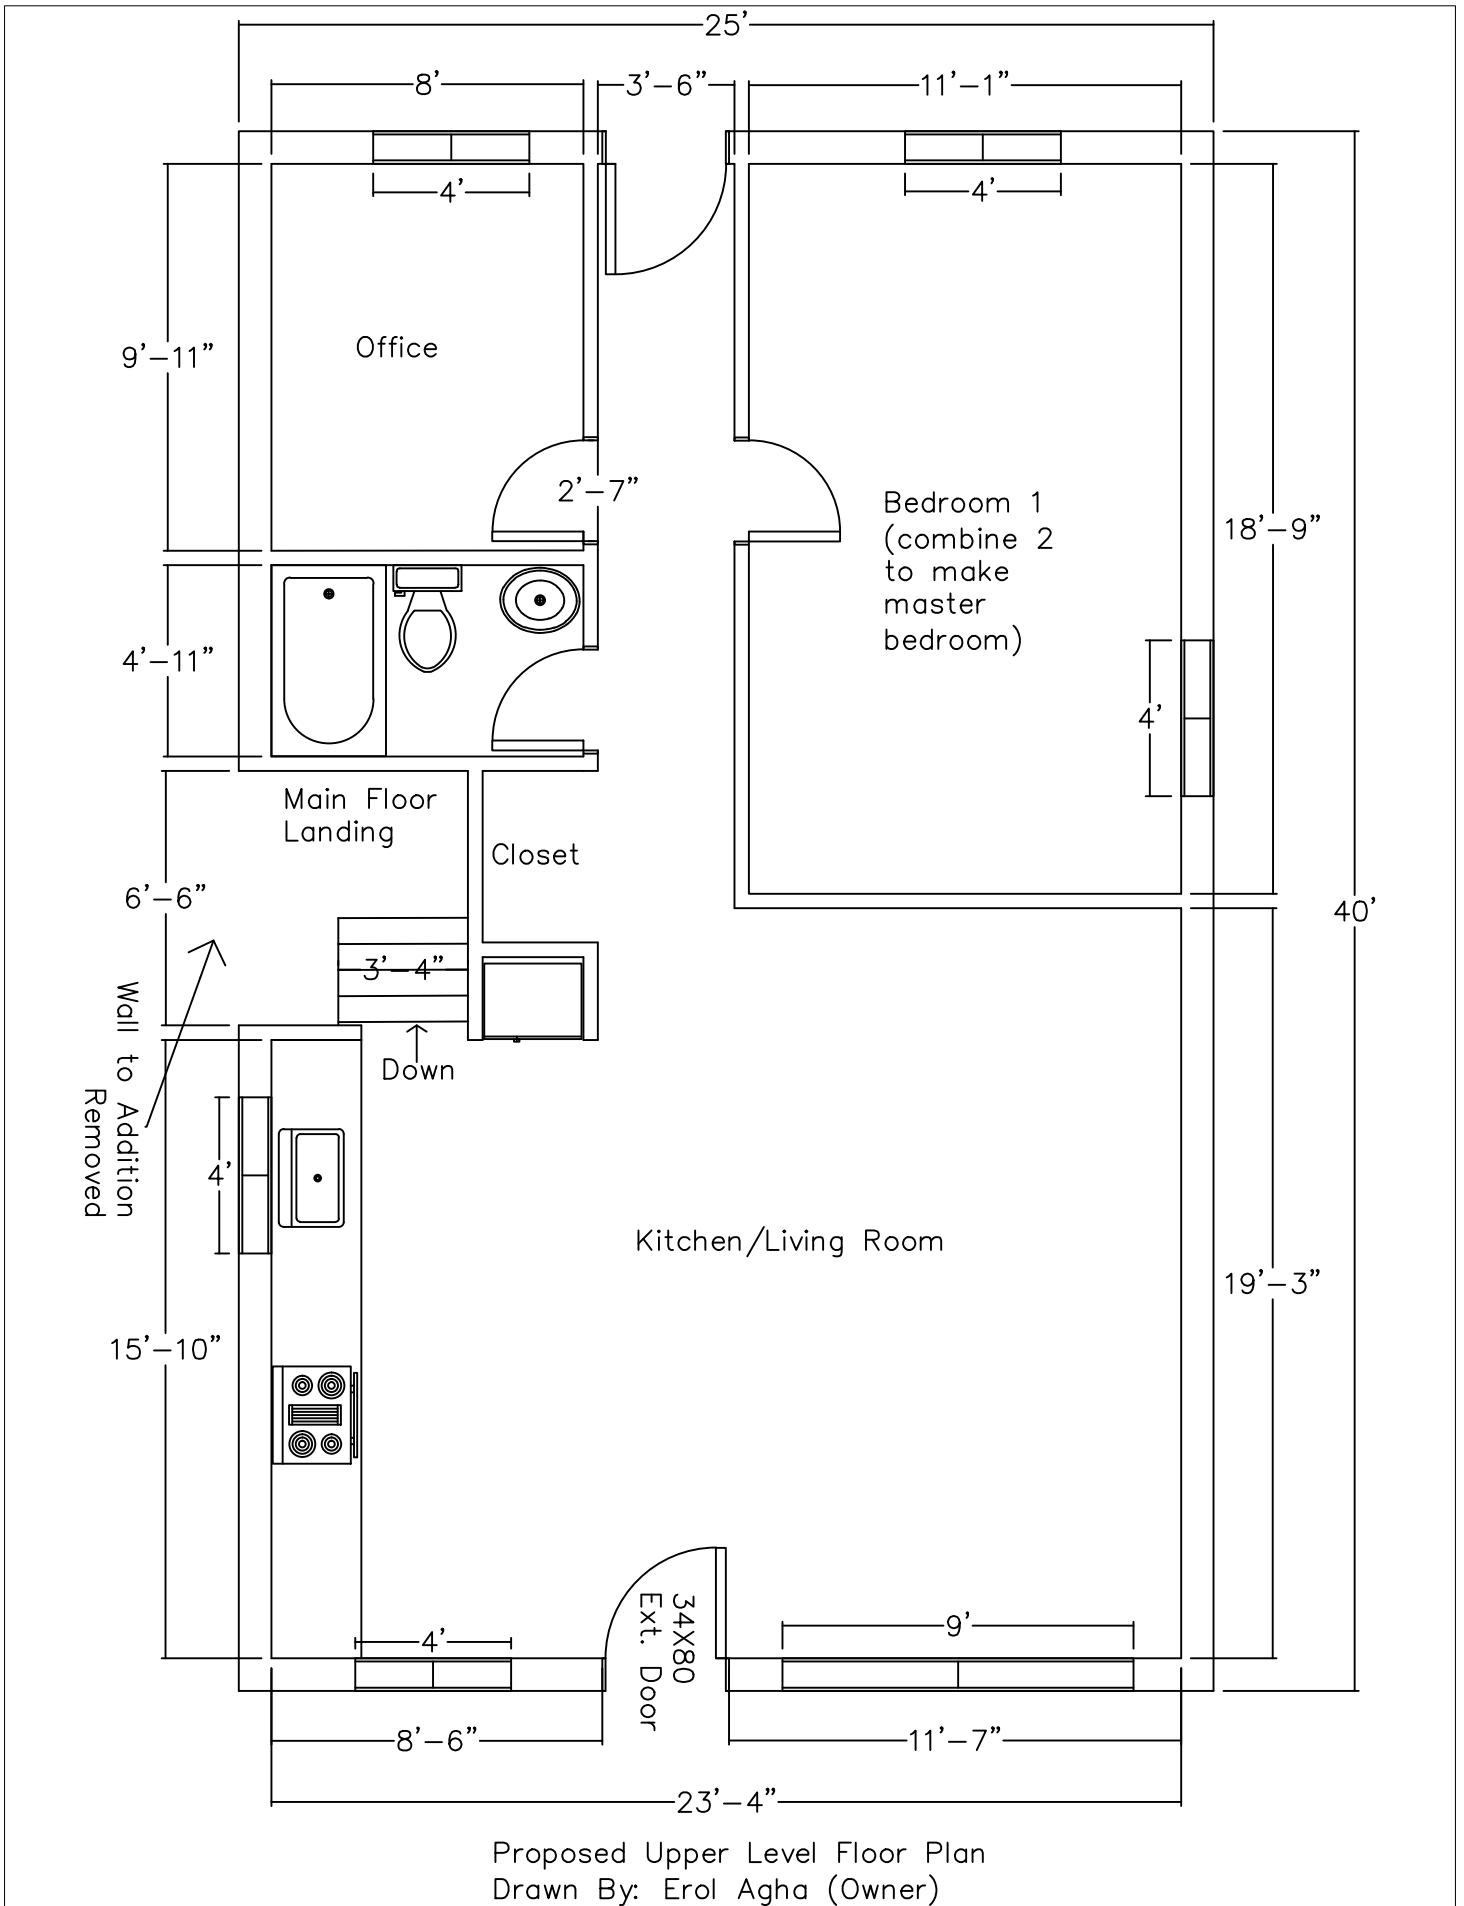 25'
8'
3'-6"
11'-1"
4'
4'
9'-11"
Office
2'-7"
Bedroom 1
(combine 2
to make
master
bedroom)
18'-9"
4'-11"
4'
Main Floor
Landing
Closet
6'-6"
40'
3'-4"
Wall to Addition
Removed
Down
4'
Kitchen/Living Room
19'-3"
15'-10"
34X80
Ext. Door
4'
9'
8'-6"
11'-7"
23'-4"
Proposed Upper Level Floor Plan
Drawn By: Erol Agha (Owner)